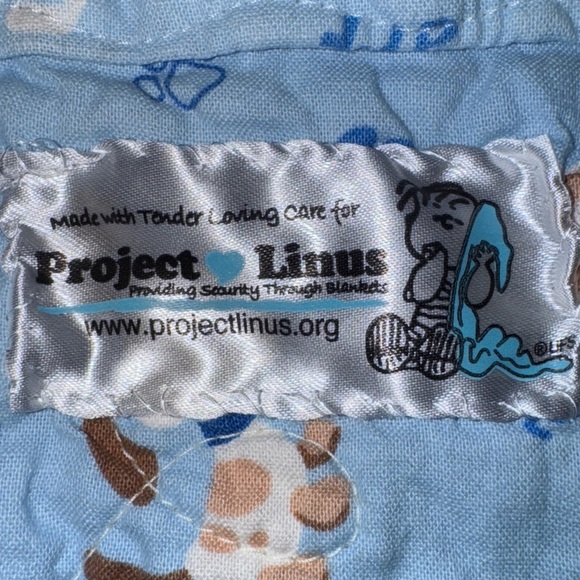 Made with Tender Loving Care for
Project Linus
Providing Security Through Blankets
www.projectlinus.org
®UFS